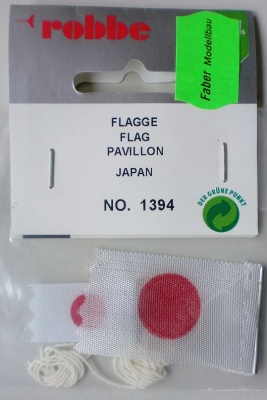 robbe
Faber Modellbau
FLAGGE
FLAG
PAVILLON
JAPAN
NO. 1394
DER GRÜNE PUNKT